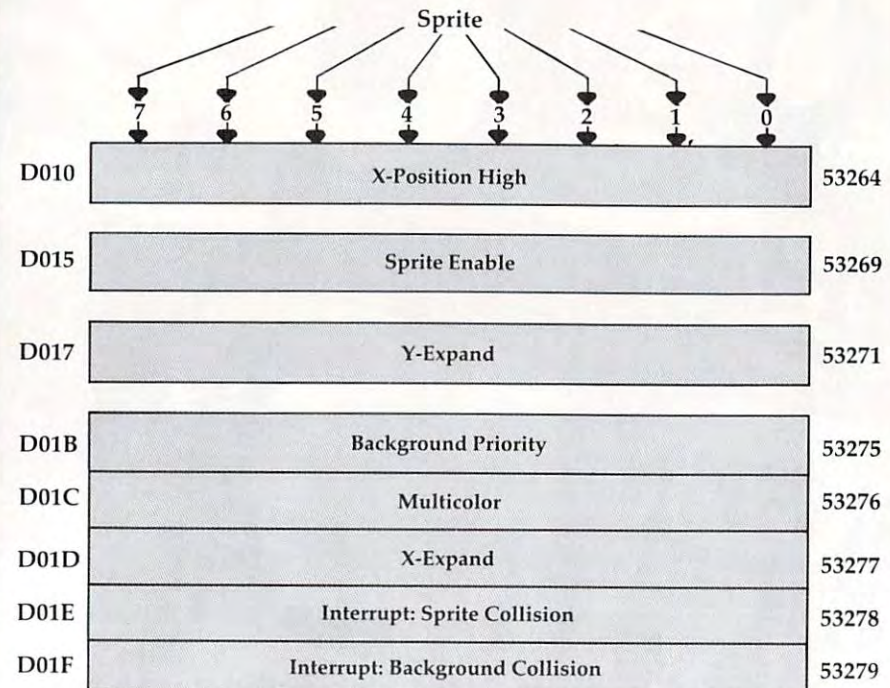 Sprite
7 6 5 4 3 2 1 0
D010 X-Position High 53264
D015 Sprite Enable 53269
D017 Y-Expand 53271
D01B Background Priority 53275
D01C Multicolor 53276
D01D X-Expand 53277
D01E Interrupt: Sprite Collision 53278
D01F Interrupt: Background Collision 53279